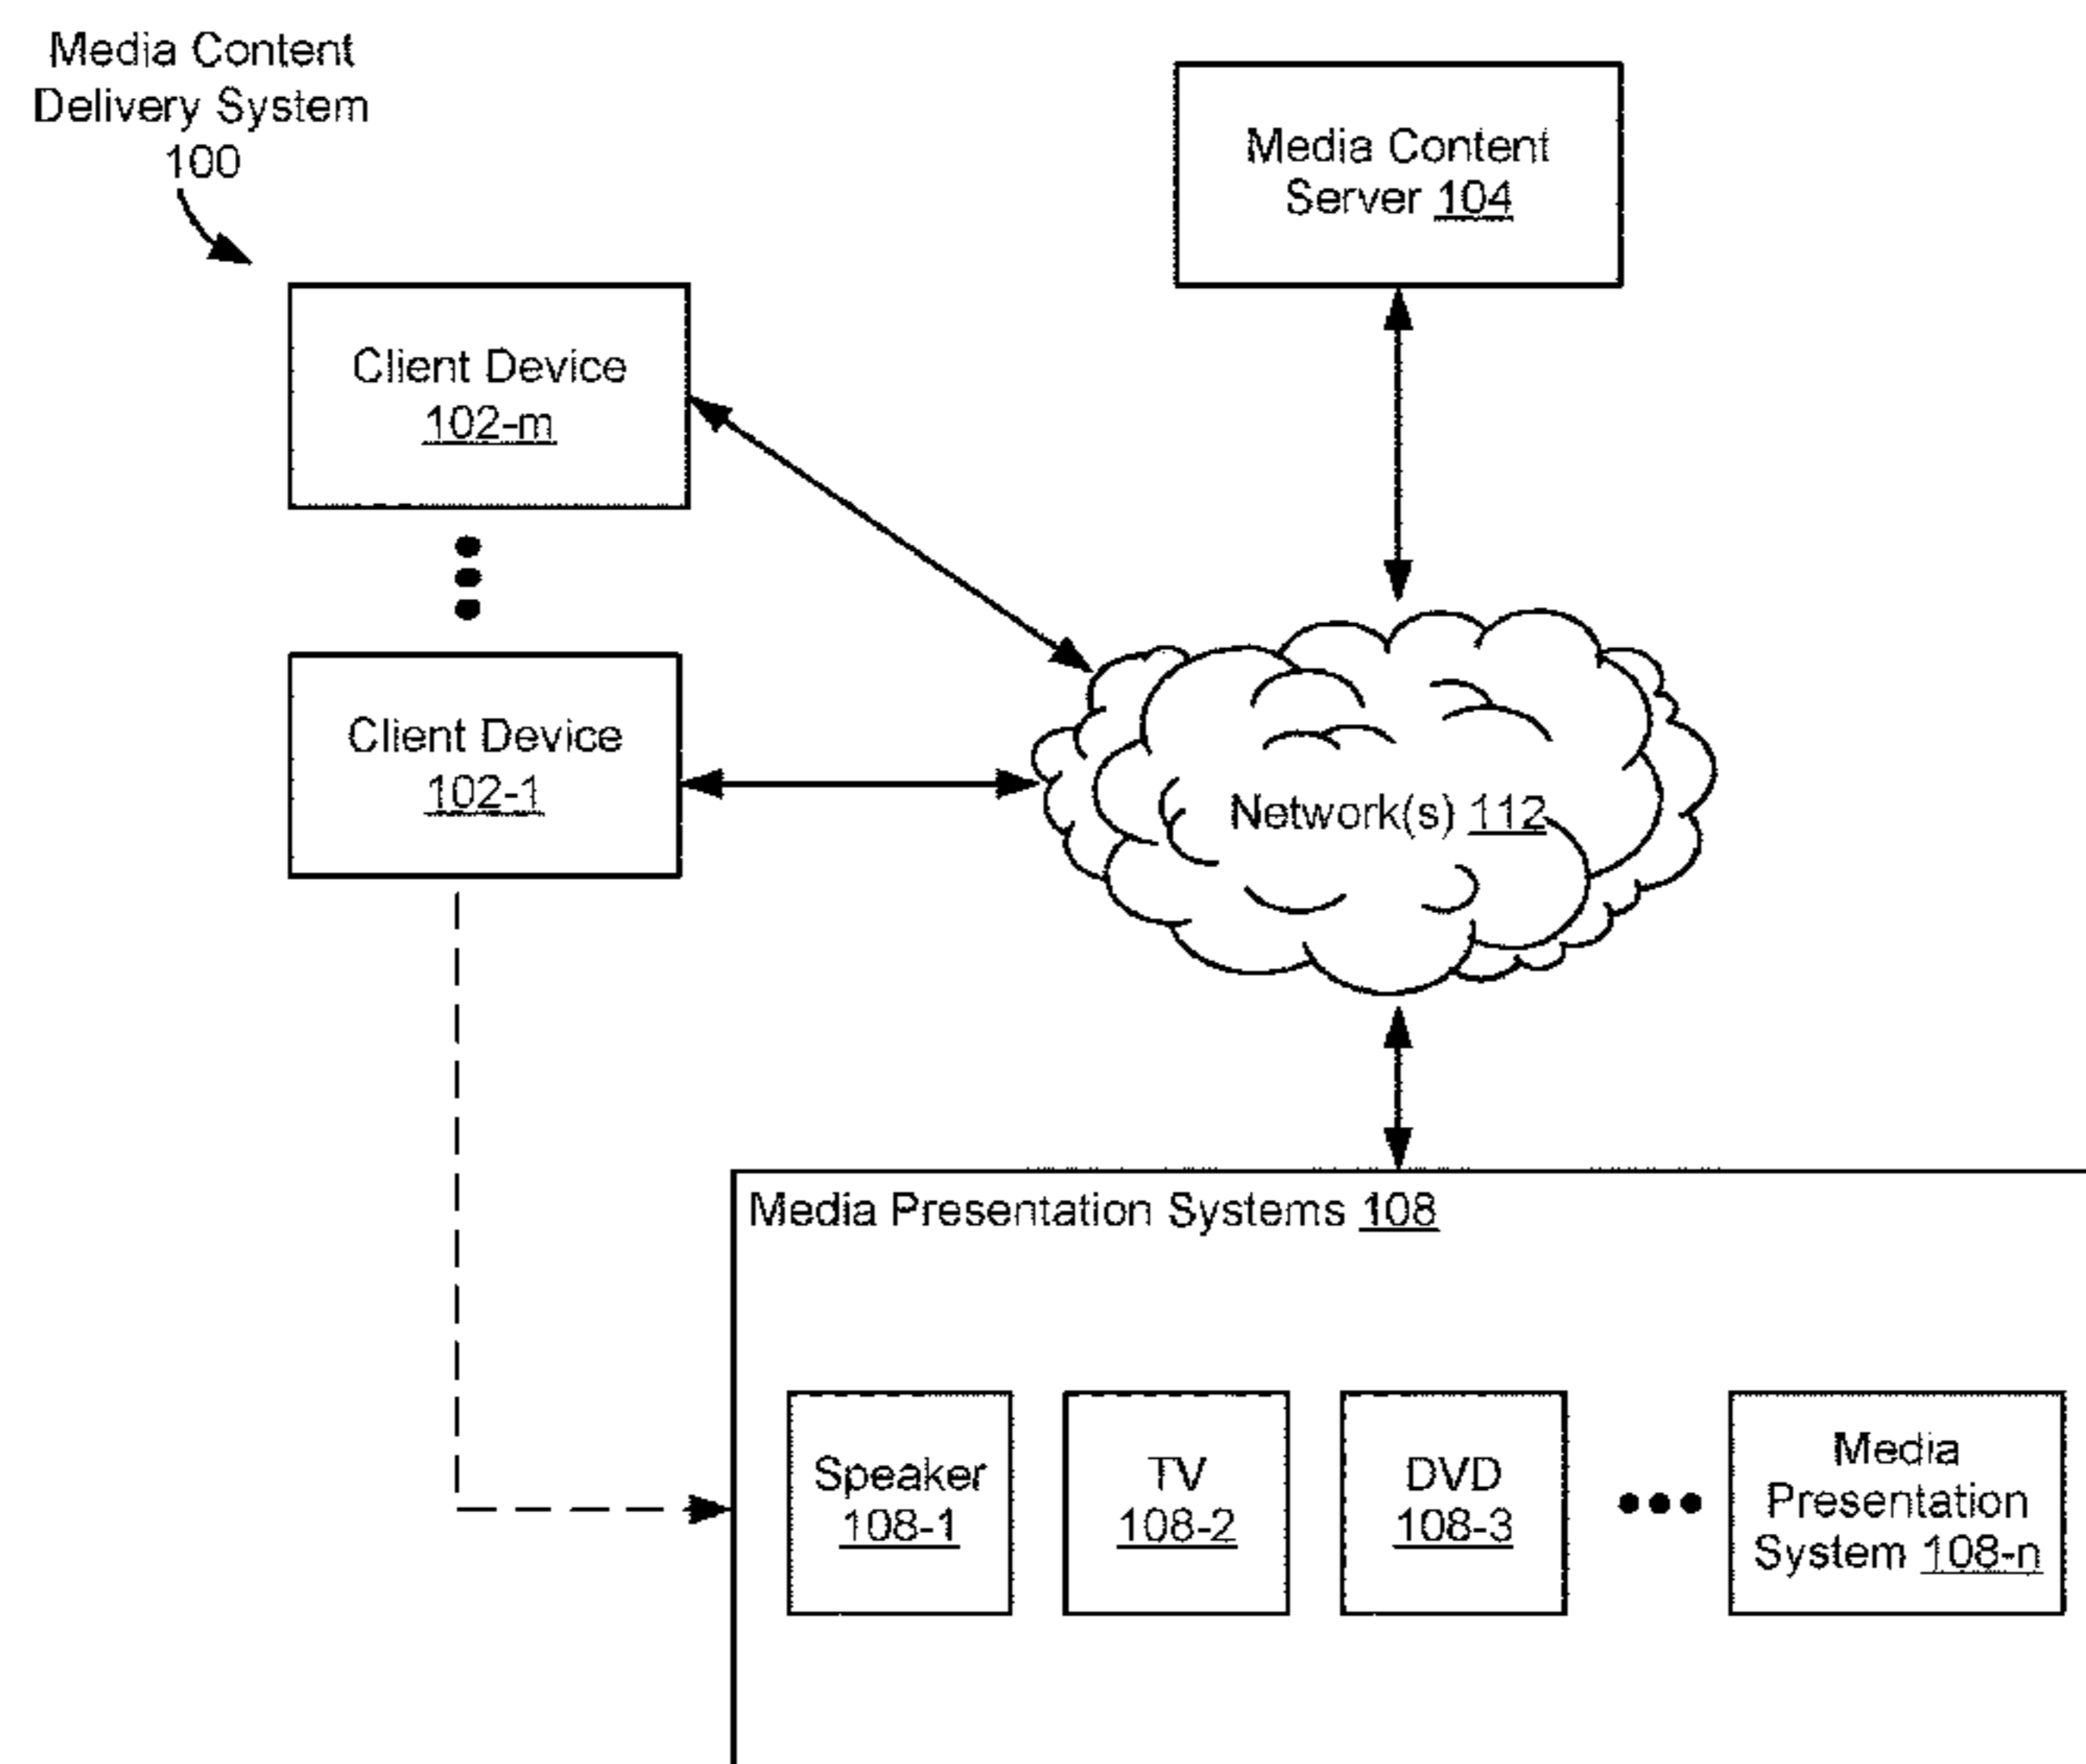 Media Content
Delivery System
100
Media Content
Server 104
Client Device
102-m
Client Device
102-1
Network(s) 112
Media Presentation Systems 108
Speaker
108-1
TV
108-2
DVD
108-3
Media
Presentation
System 108-n